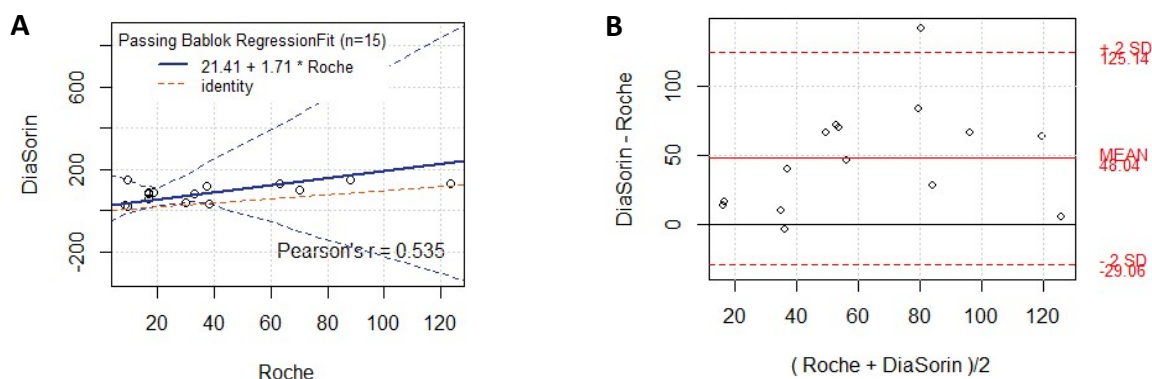 A
Passing Bablok RegressionFit (n=15)
21.41 + 1.71 * Roche
identity
DiaSorin
600
200
-200
Pearson's r = 0.535
20 40 60 80 100 120
Roche
B
DiaSorin - Roche
100
50
0
+ 2 SD
125.14
MEAN
48.04
- 2 SD
-29.06
20 40 60 80 100 120
( Roche + DiaSorin )/2